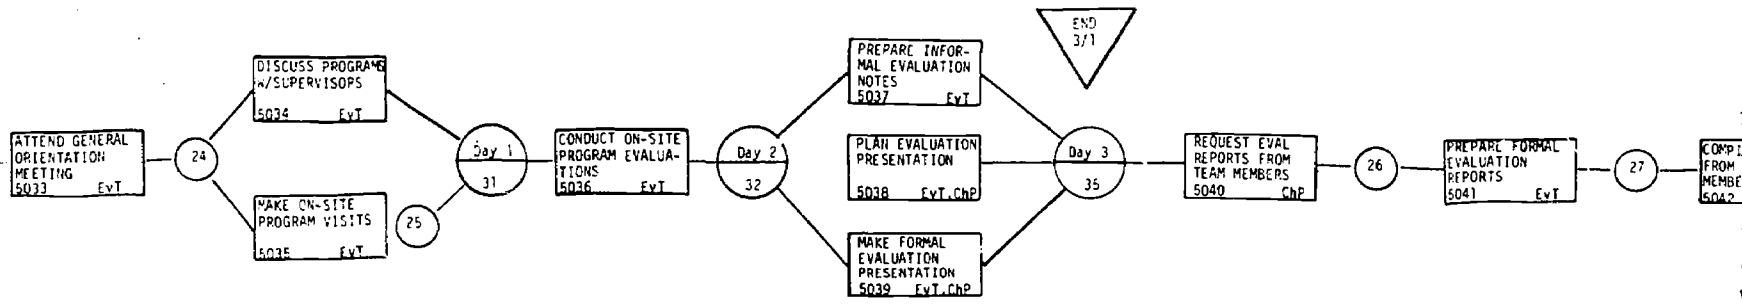 ATTEND GENERAL
ORIENTATION
MEETING
5033 EvT
24
DISCUSS PROGRAMS
W/SUPERVISORS
5034 EvT
MAKE ON-SITE
PROGRAM VISITS
5035 EvT
25
Day 1
31
CONDUCT ON-SITE
PROGRAM EVALUA-
TIONS
5036 EvT
Day 2
32
PREPARE INFOR-
MAL EVALUATION
NOTES
5037 EvT
PLAN EVALUATION
PRESENTATION
5038 EvT.ChP
MAKE FORMAL
EVALUATION
PRESENTATION
5039 EvT.ChP
END
3/1
Day 3
35
REQUEST EVAL
REPORTS FROM
TEAM MEMBERS
5040 ChP
26
PREPARE FORMAL
EVALUATION
REPORTS
5041 EvT
27
COMPI
FROM
MEMBE
5042